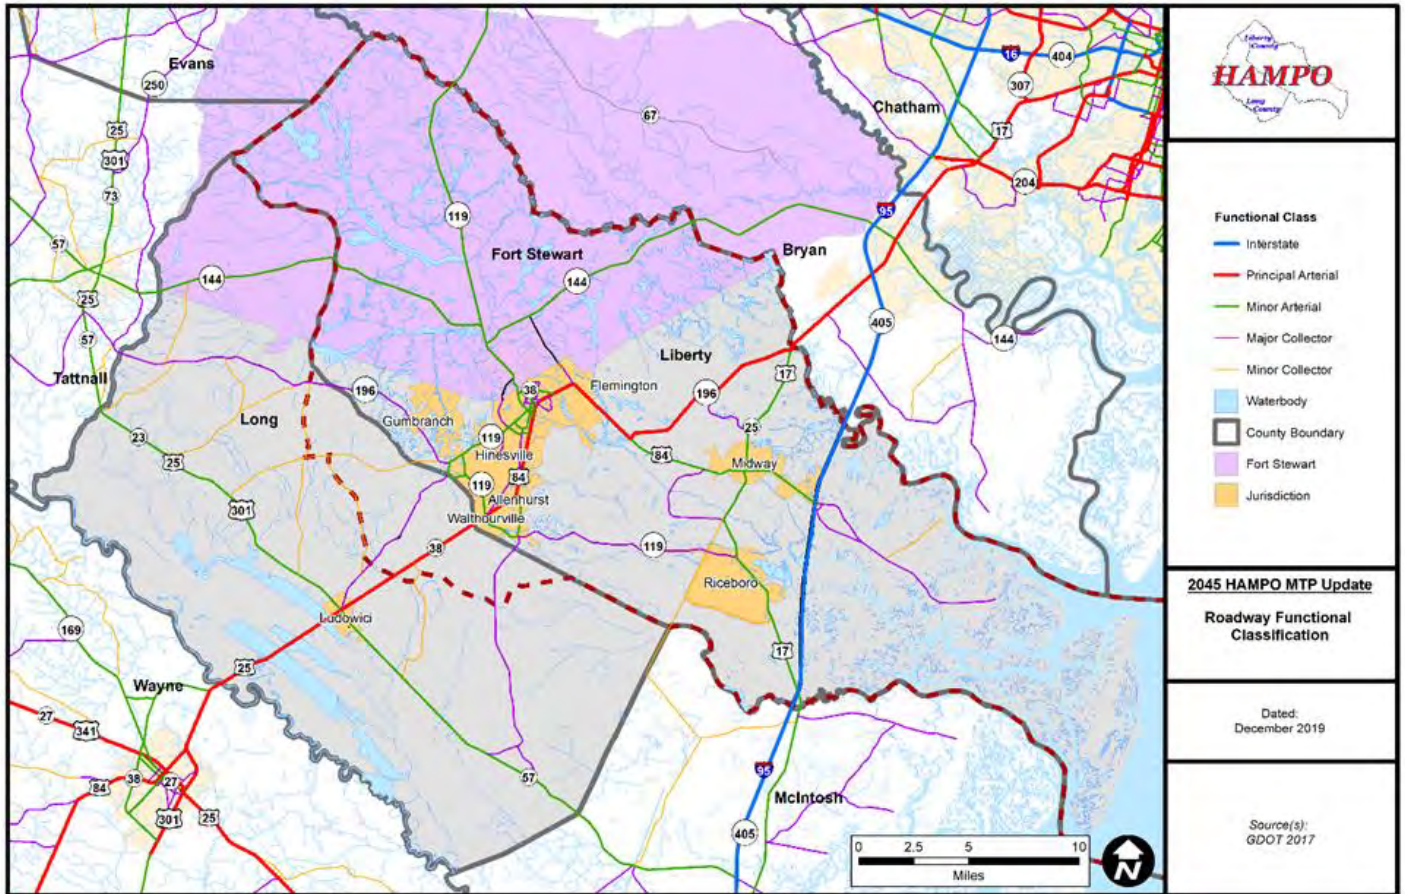 Evans
250
25
301
73
57
25
57
Tattnall
144
119
Fort Stewart
144
67
Chatham
16
404
307
17
204
95
Bryan
405
144
Liberty
17
196
25
84
Midway
38
Flemington
196
Gumbranch
119
Hinesville
84
119
Allenhurst
Walthourville
38
119
Riceboro
17
Long
23
25
301
Ludowici
25
57
169
Wayne
27
341
38
27
84
301
25
95
McIntosh
405
0 2.5 5 10
Miles
N
Liberty
County
HAMPO
Long
County
Functional Class
Interstate
Principal Arterial
Minor Arterial
Major Collector
Minor Collector
Waterbody
County Boundary
Fort Stewart
Jurisdiction
2045 HAMPO MTP Update
Roadway Functional
Classification
Dated:
December 2019
Source(s):
GDOT 2017